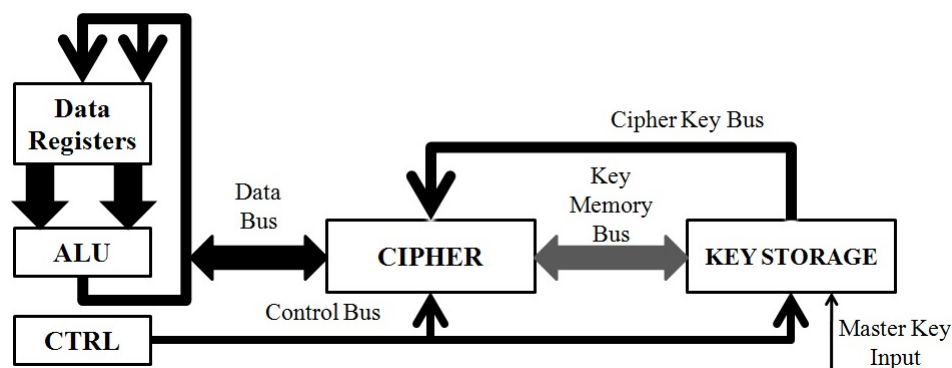 Data
Registers
ALU
CTRL
Data
Bus
Control Bus
CIPHER
Cipher Key Bus
Key
Memory
Bus
KEY STORAGE
Master Key
Input